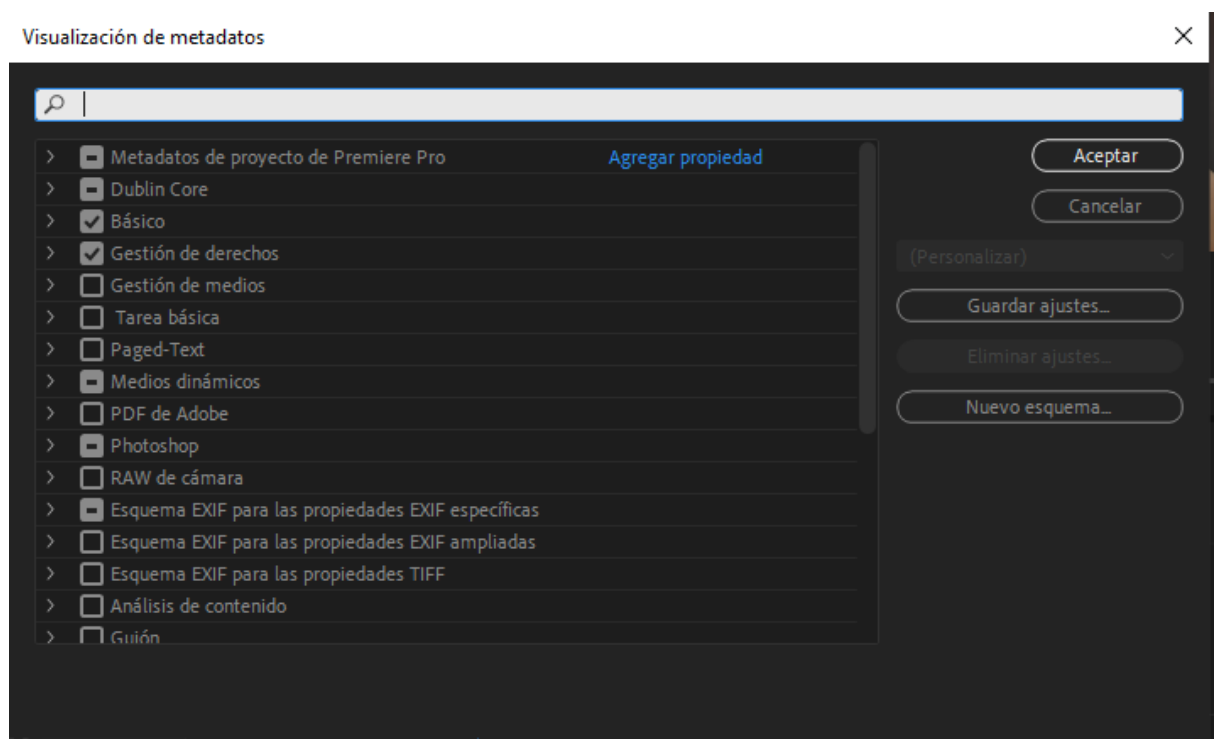 Visualización de metadatos
Metadatos de proyecto de Premiere Pro Agregar propiedad
Dublin Core
Básico
Gestión de derechos
Gestión de medios
Tarea básica
Paged-Text
Medios dinámicos
PDF de Adobe
Photoshop
RAW de cámara
Esquema EXIF para las propiedades EXIF específicas
Esquema EXIF para las propiedades EXIF ampliadas
Esquema EXIF para las propiedades TIFF
Análisis de contenido
Guión
Aceptar
Cancelar
(Personalizar)
Guardar ajustes...
Eliminar ajustes...
Nuevo esquema...